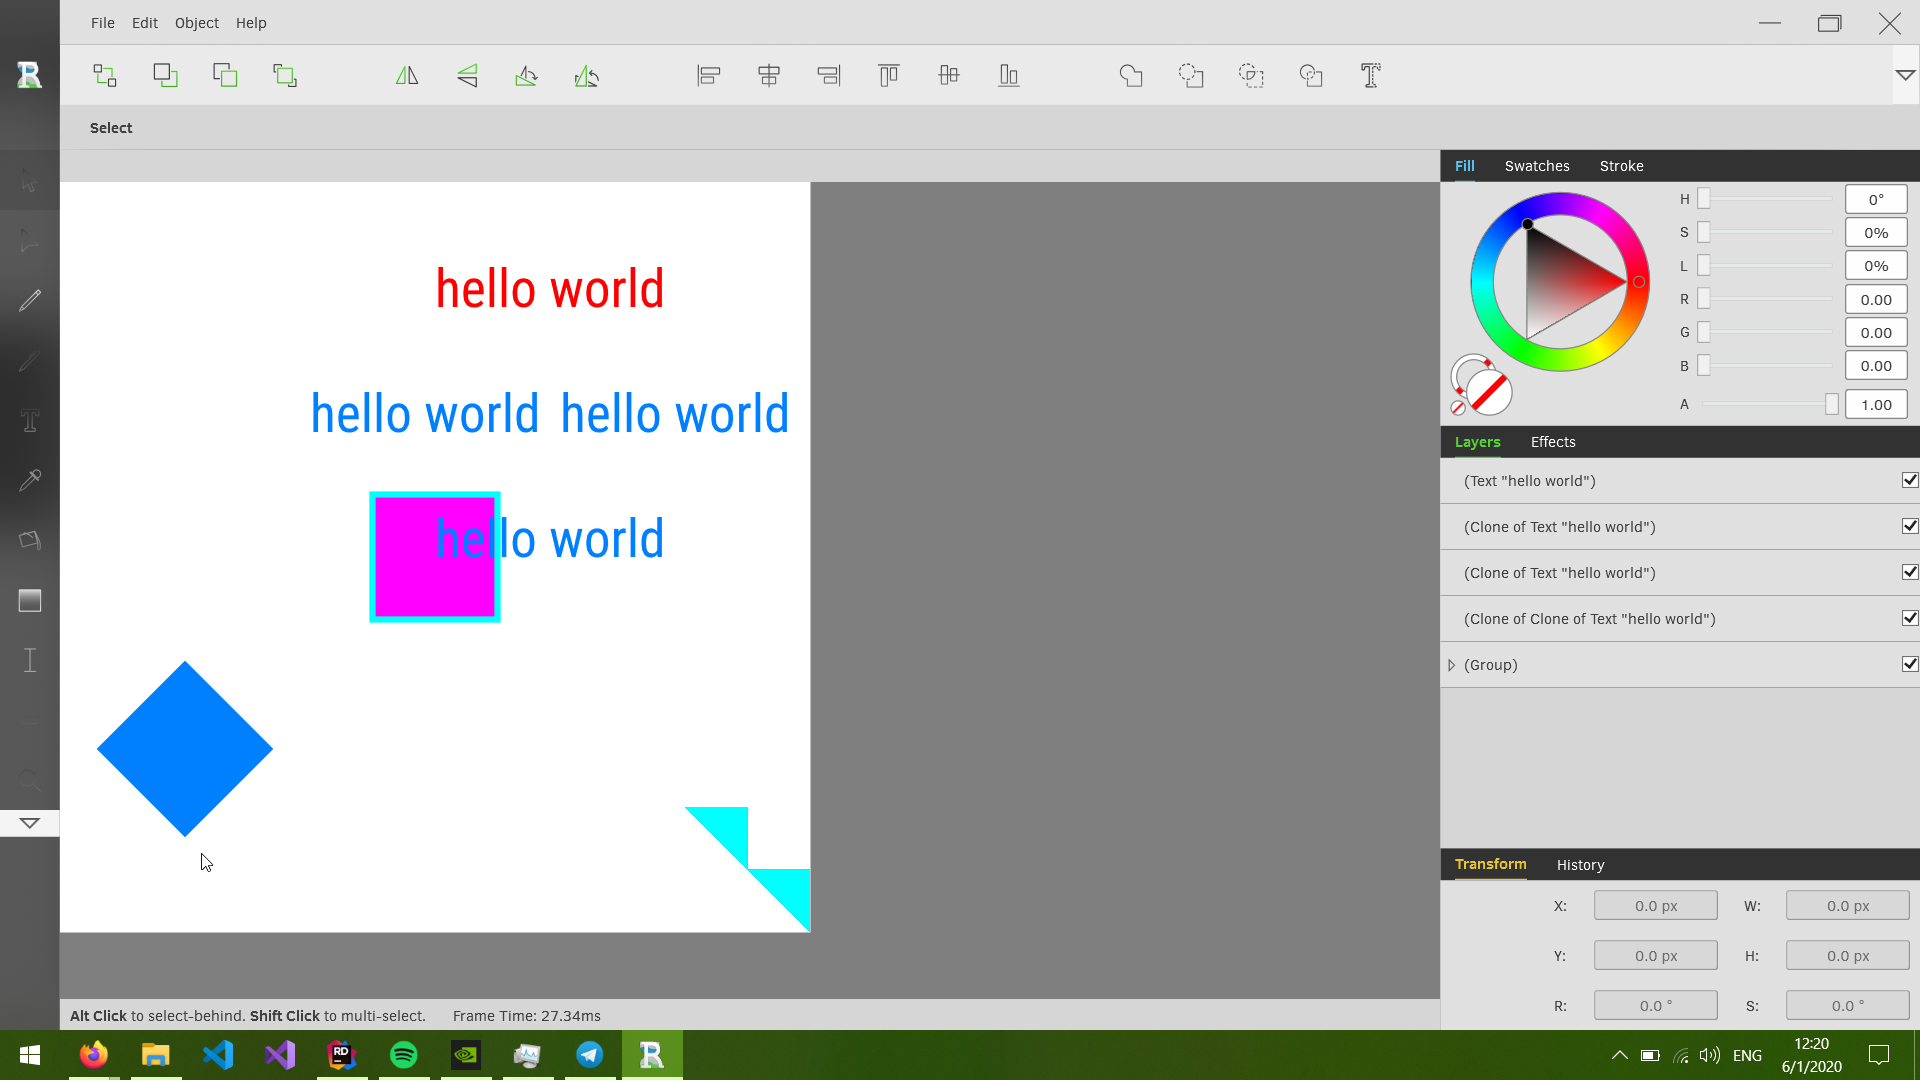 File Edit Object Help
Select
Fill Swatches Stroke
H 0°
S 0%
L 0%
R 0.00
G 0.00
B 0.00
A 1.00
hello world
hello world hello world
hello world
Layers Effects
(Text "hello world")
(Clone of Text "hello world")
(Clone of Text "hello world")
(Clone of Clone of Text "hello world")
(Group)
Transform History
X: 0.0 px W: 0.0 px
Y: 0.0 px H: 0.0 px
R: 0.0 ° S: 0.0 °
Alt Click to select-behind. Shift Click to multi-select. Frame Time: 27.34ms
RD
ENG
12:20
6/1/2020